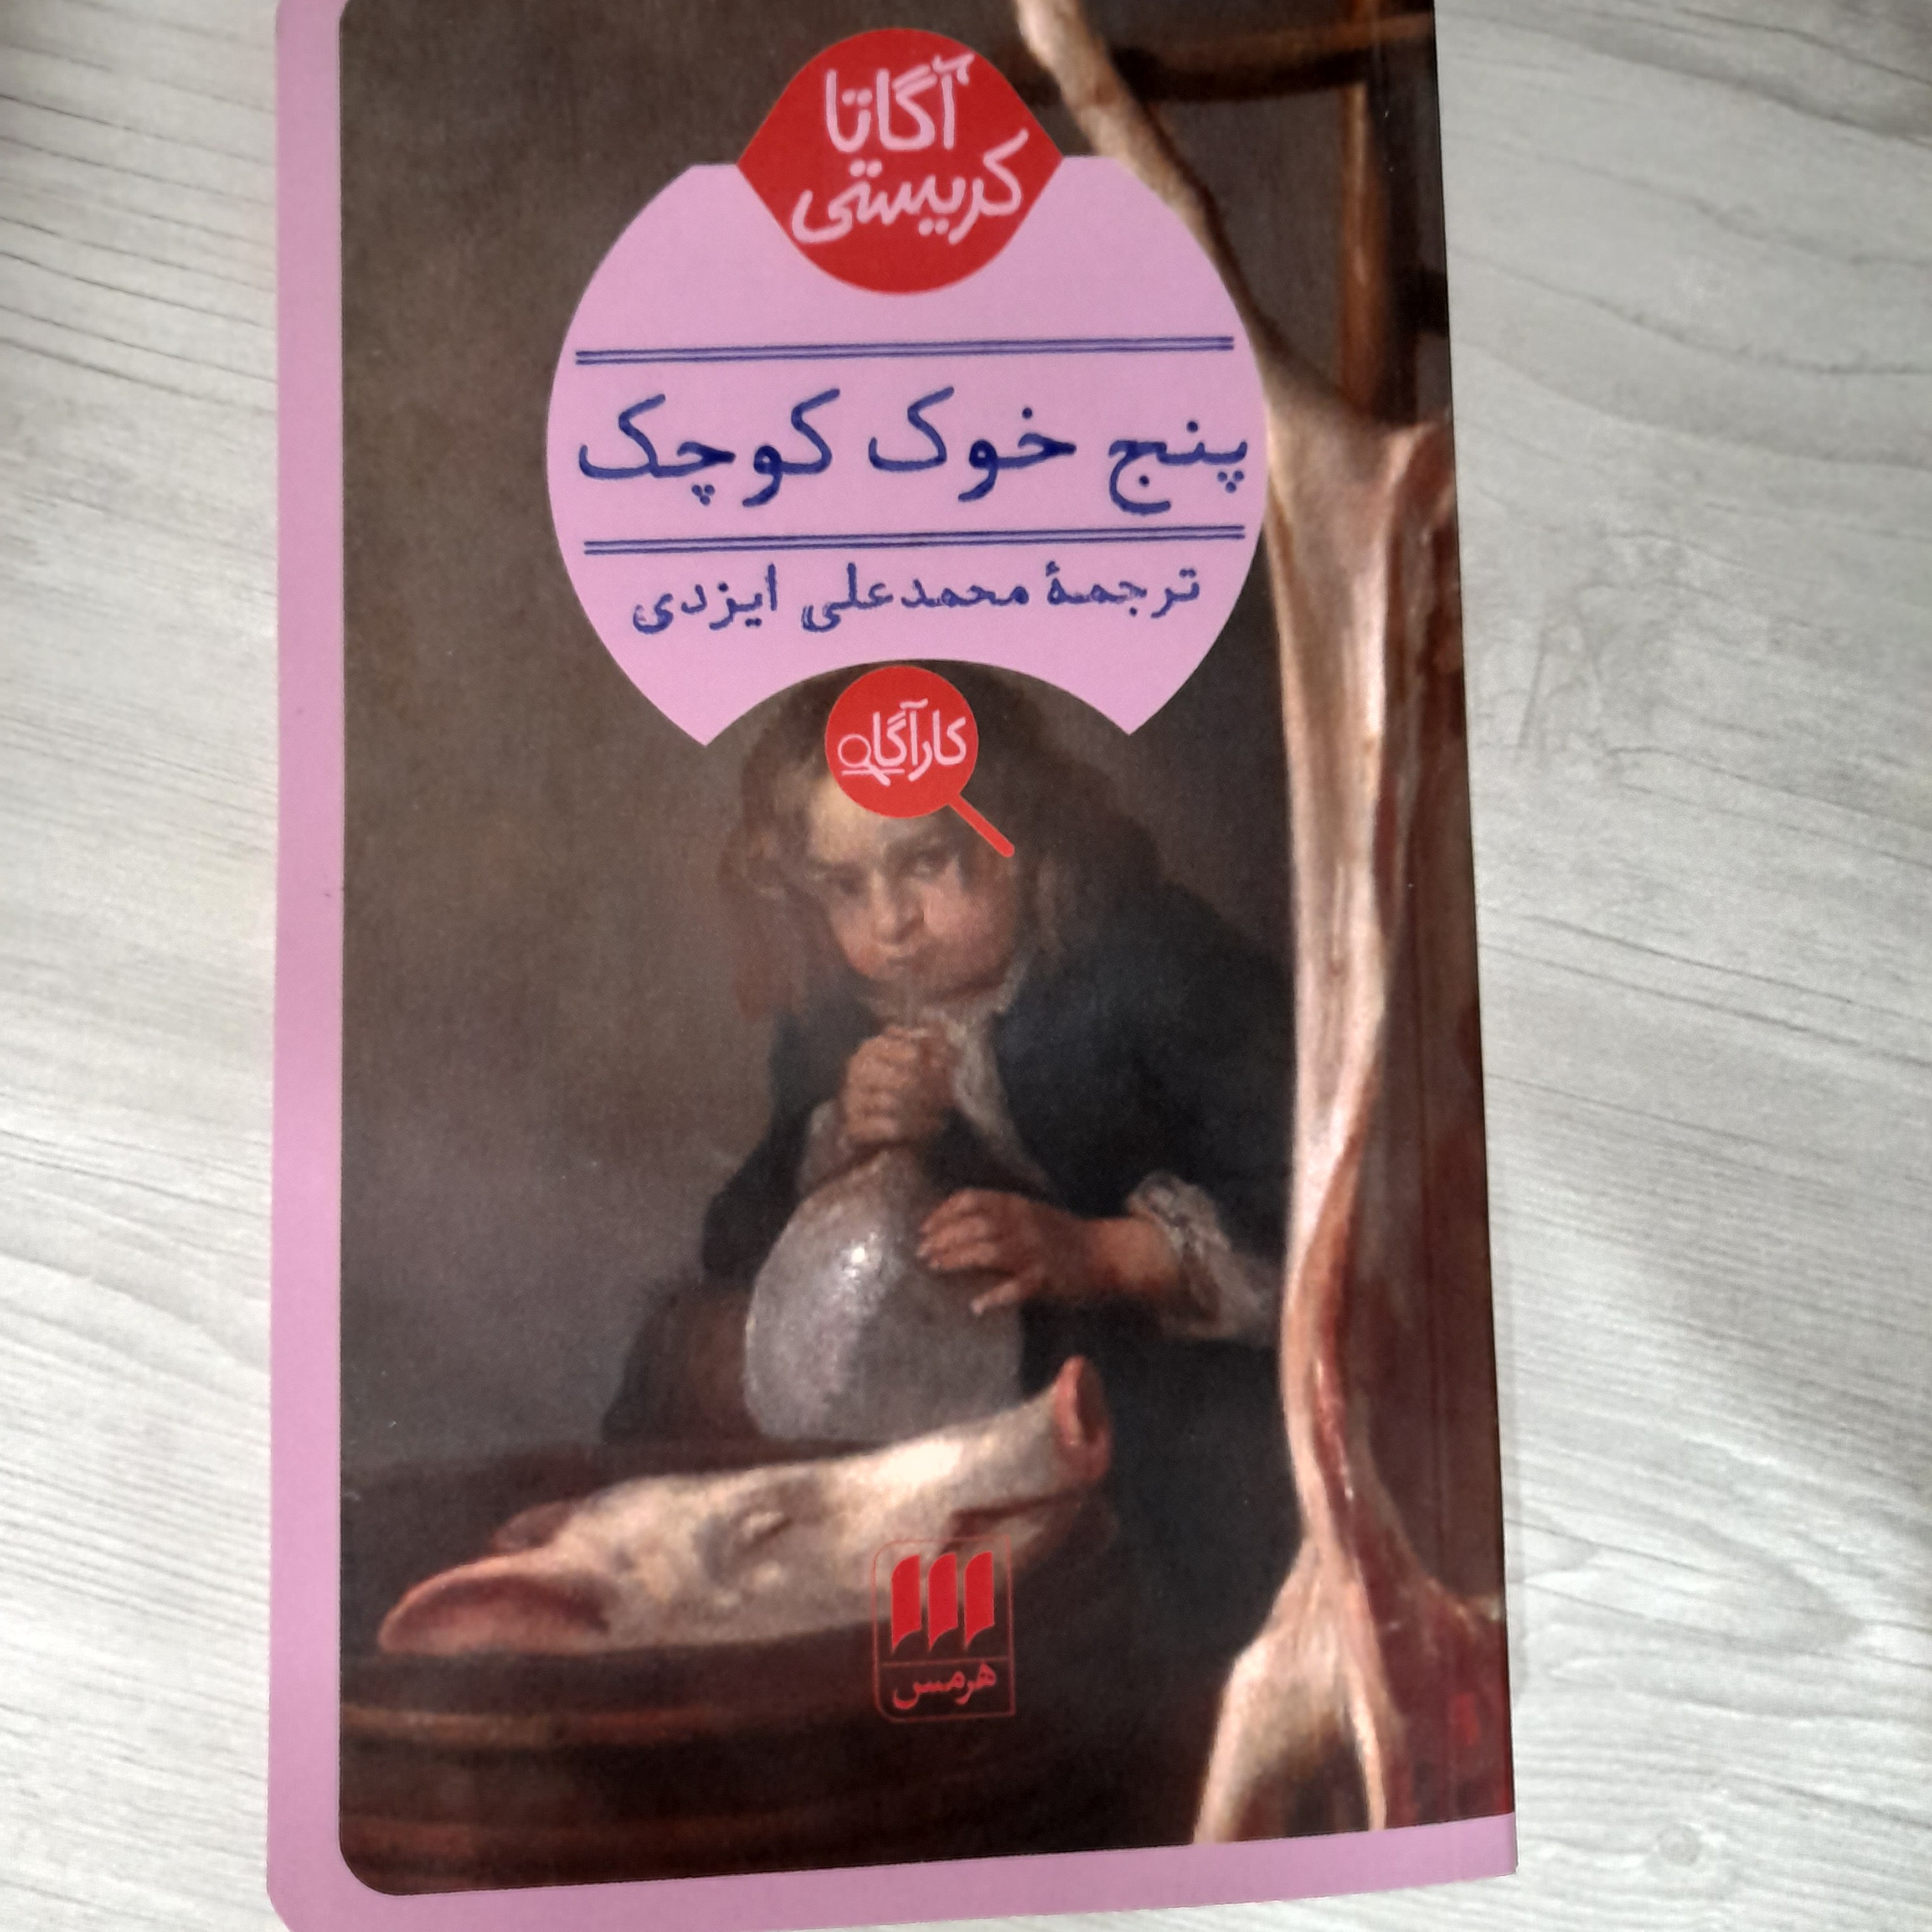 آگاتا
کریستی
پنج خوک کوچک
ترجمهٔ محمدعلی ایزدی
کارآگاه
هرمس